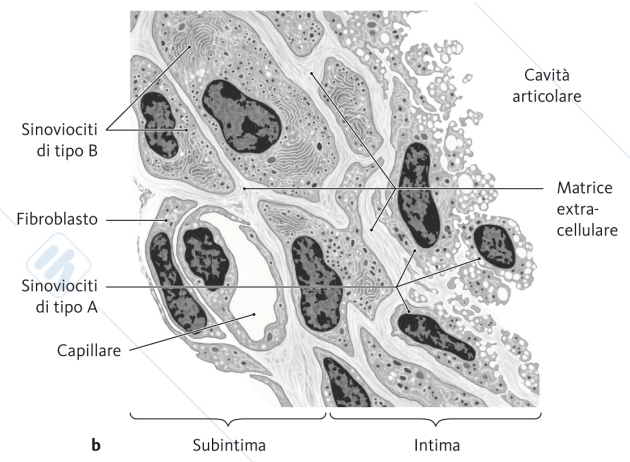 Cavità
articolare
Sinoviociti
di tipo B
Matrice
extra-
cellulare
Fibroblasto
Sinoviociti
di tipo A
Capillare
b
Subintima
Intima